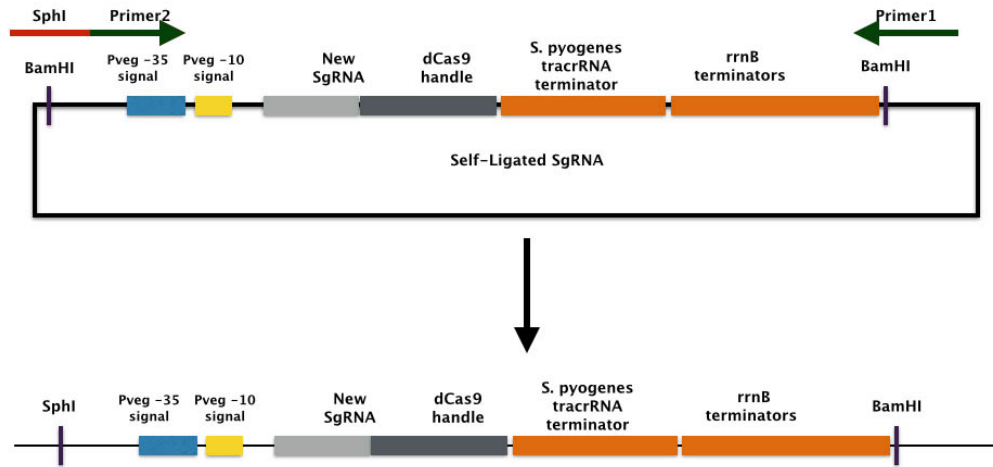 SphI
Primer2
Primer1
BamHI
Pveg -35
signal
Pveg -10
signal
New
SgRNA
dCas9
handle
S. pyogenes
tracrRNA
terminator
rrnB
terminators
BamHI
Self-Ligated SgRNA
SphI
Pveg -35
signal
Pveg -10
signal
New
SgRNA
dCas9
handle
S. pyogenes
tracrRNA
terminator
rrnB
terminators
BamHI